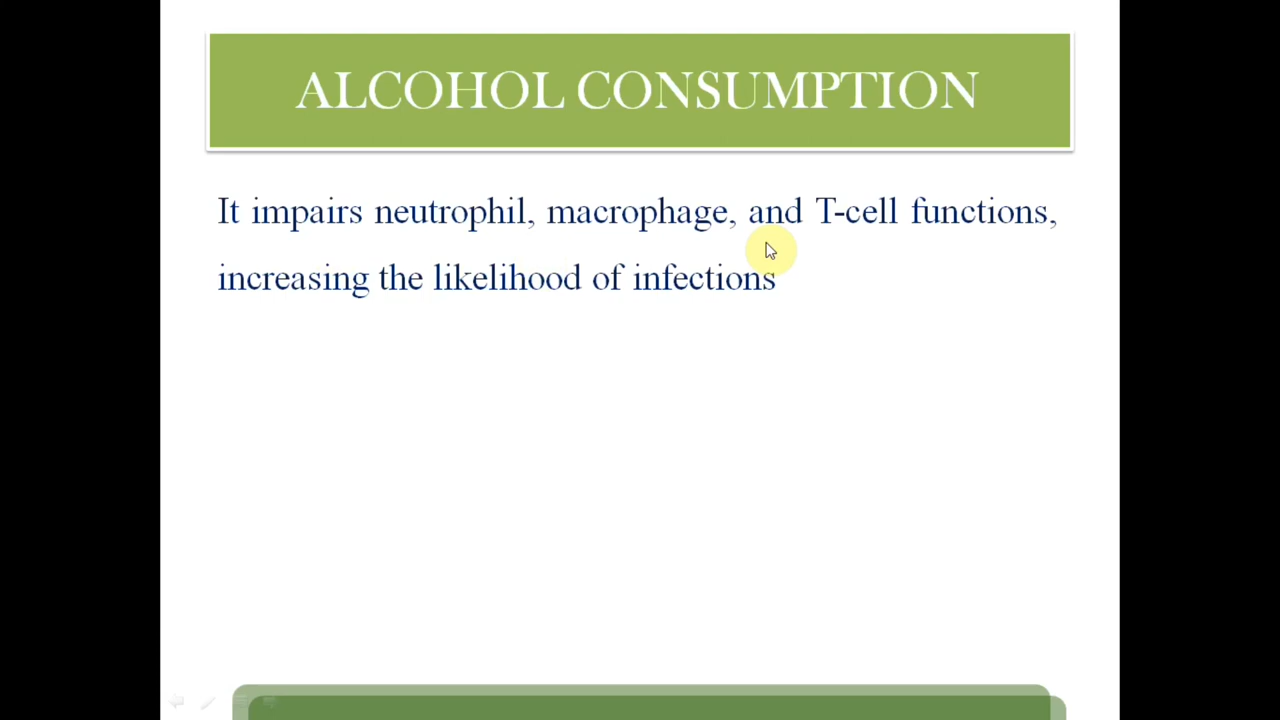 ALCOHOL CONSUMPTION
It impairs neutrophil, macrophage, and T-cell functions,
increasing the likelihood of infections